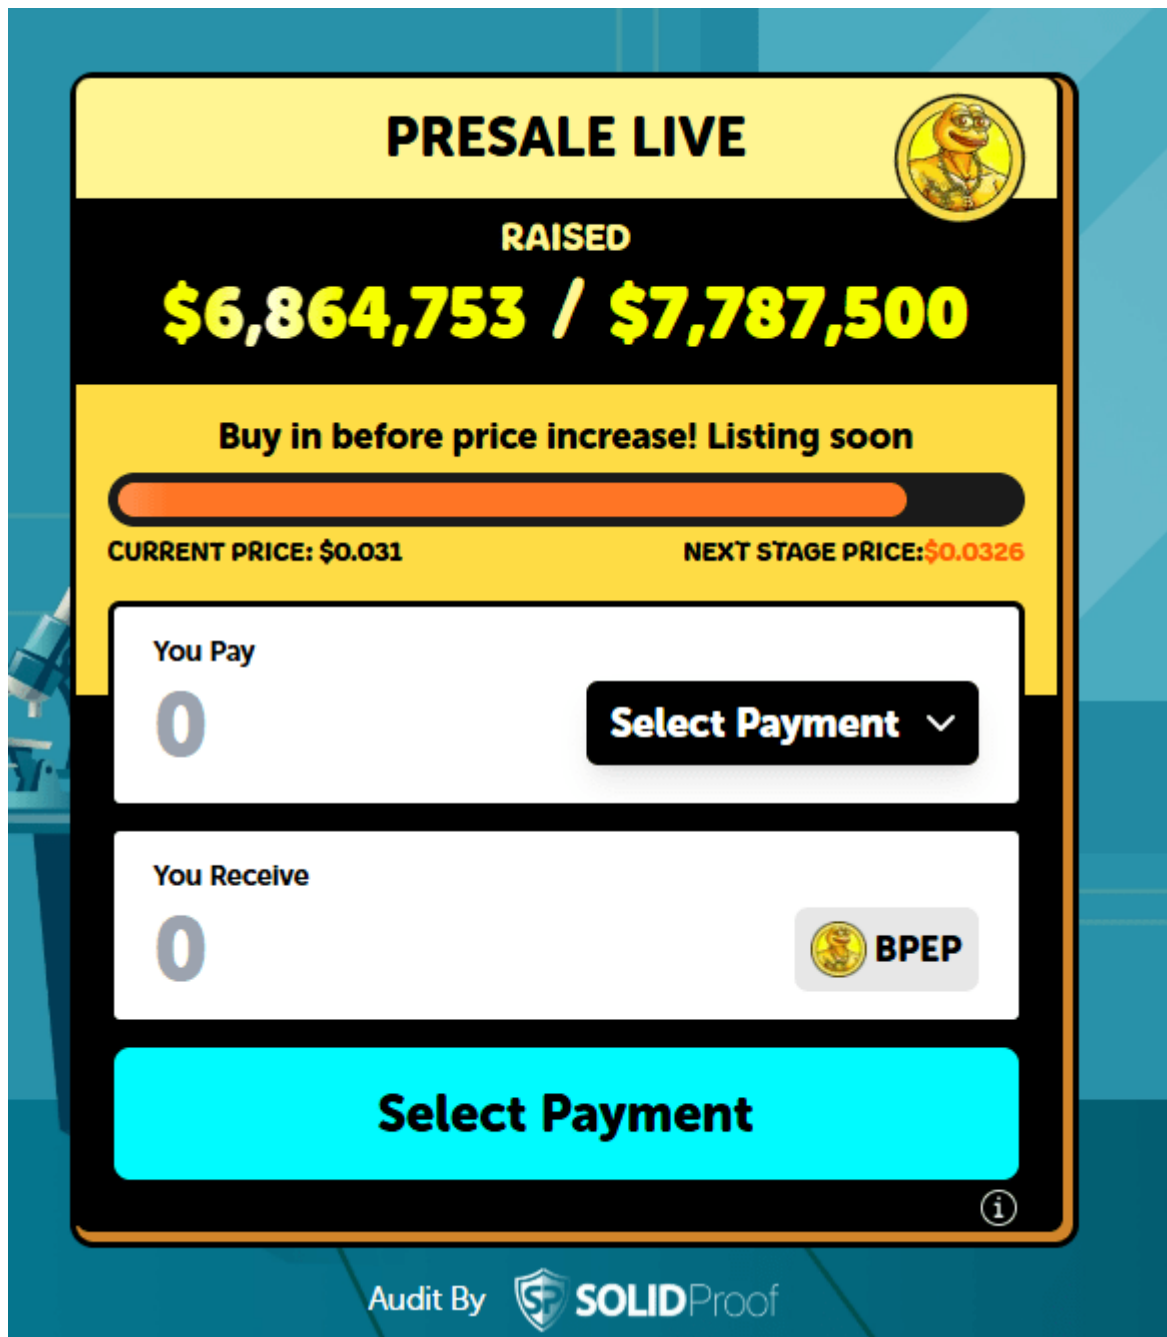 PRESALE LIVE
RAISED
$6,864,753 / $7,787,500
Buy in before price increase! Listing soon
CURRENT PRICE: $0.031
NEXT STAGE PRICE:$0.0326
You Pay
0
Select Payment
You Receive
0
BPEP
Select Payment
i
Audit By SP SOLIDProof